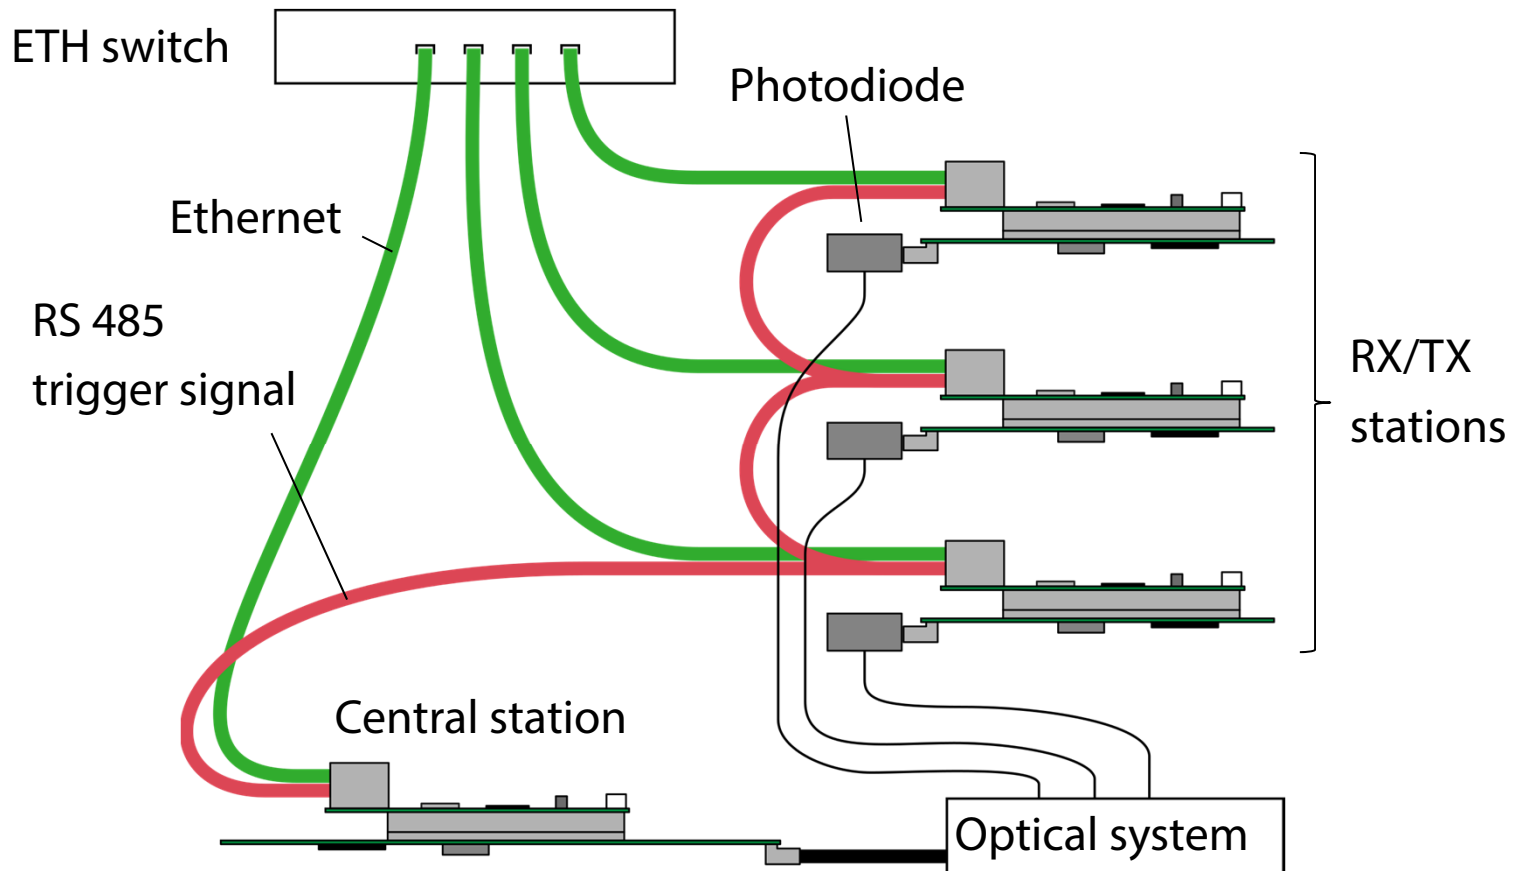 ETH switch
Photodiode
Ethernet
RS 485
trigger signal
RX/TX
stations
Central station
Optical system